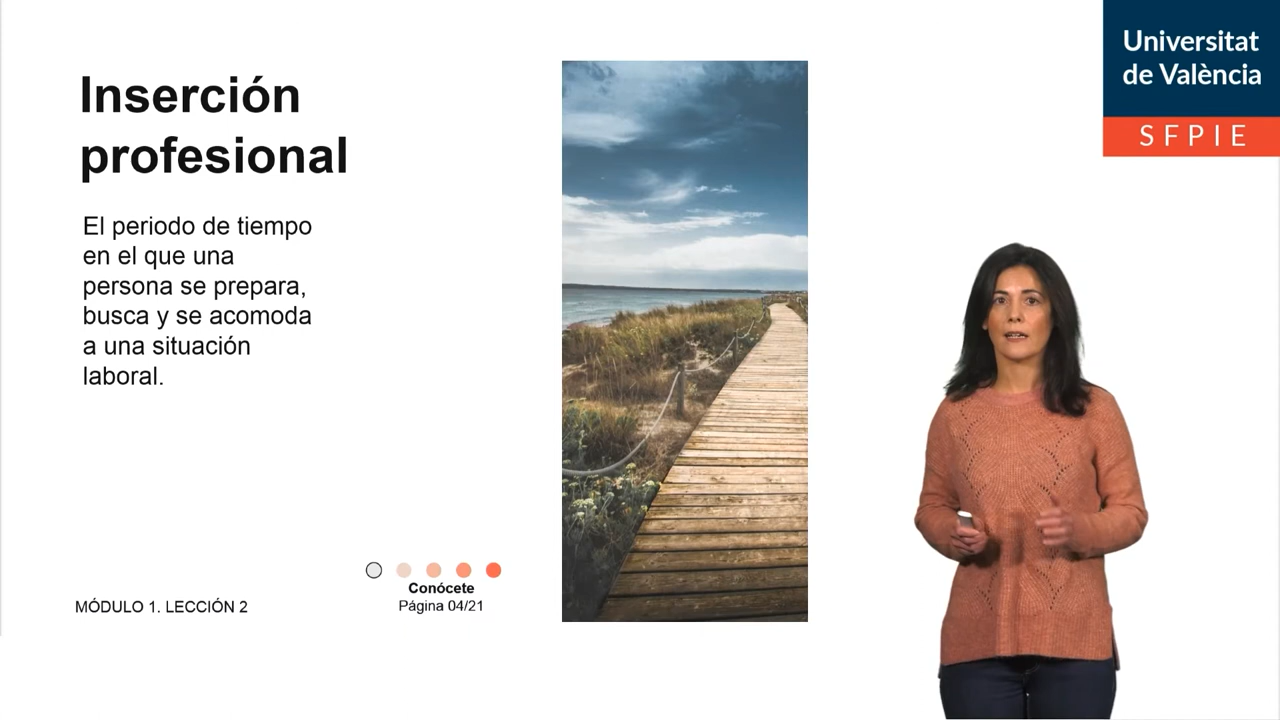 Inserción
profesional
El periodo de tiempo
en el que una
persona se prepara,
busca y se acomoda
a una situación
laboral.
MÓDULO 1. LECCIÓN 2
Conócete
Página 04/21
Universitat
de València
SFPIE